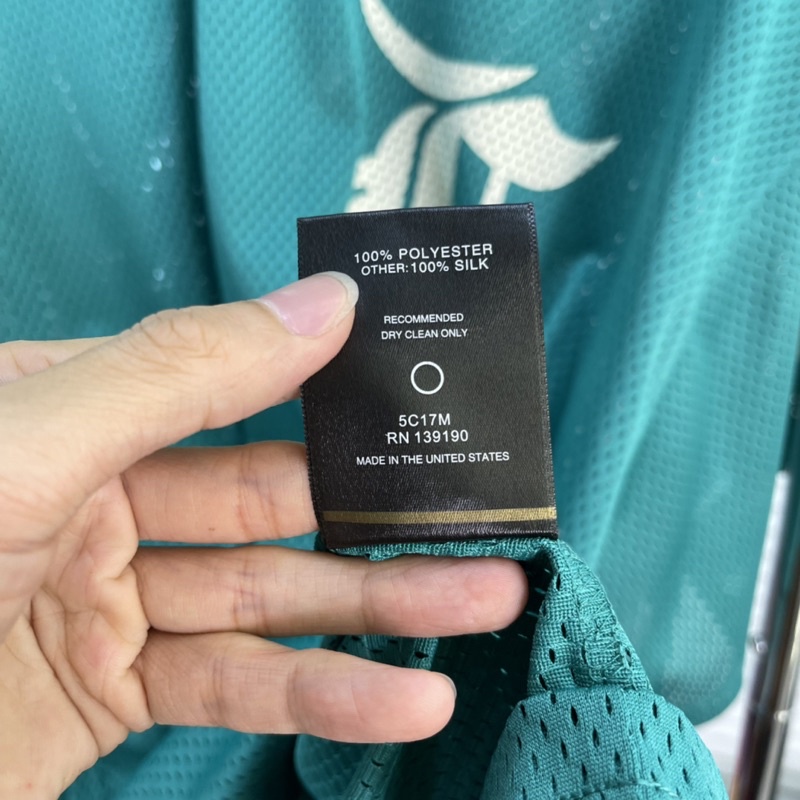 100% POLYESTER
OTHER: 100% SILK
RECOMMENDED
DRY CLEAN ONLY
5C17M
RN 139190
MADE IN THE UNITED STATES